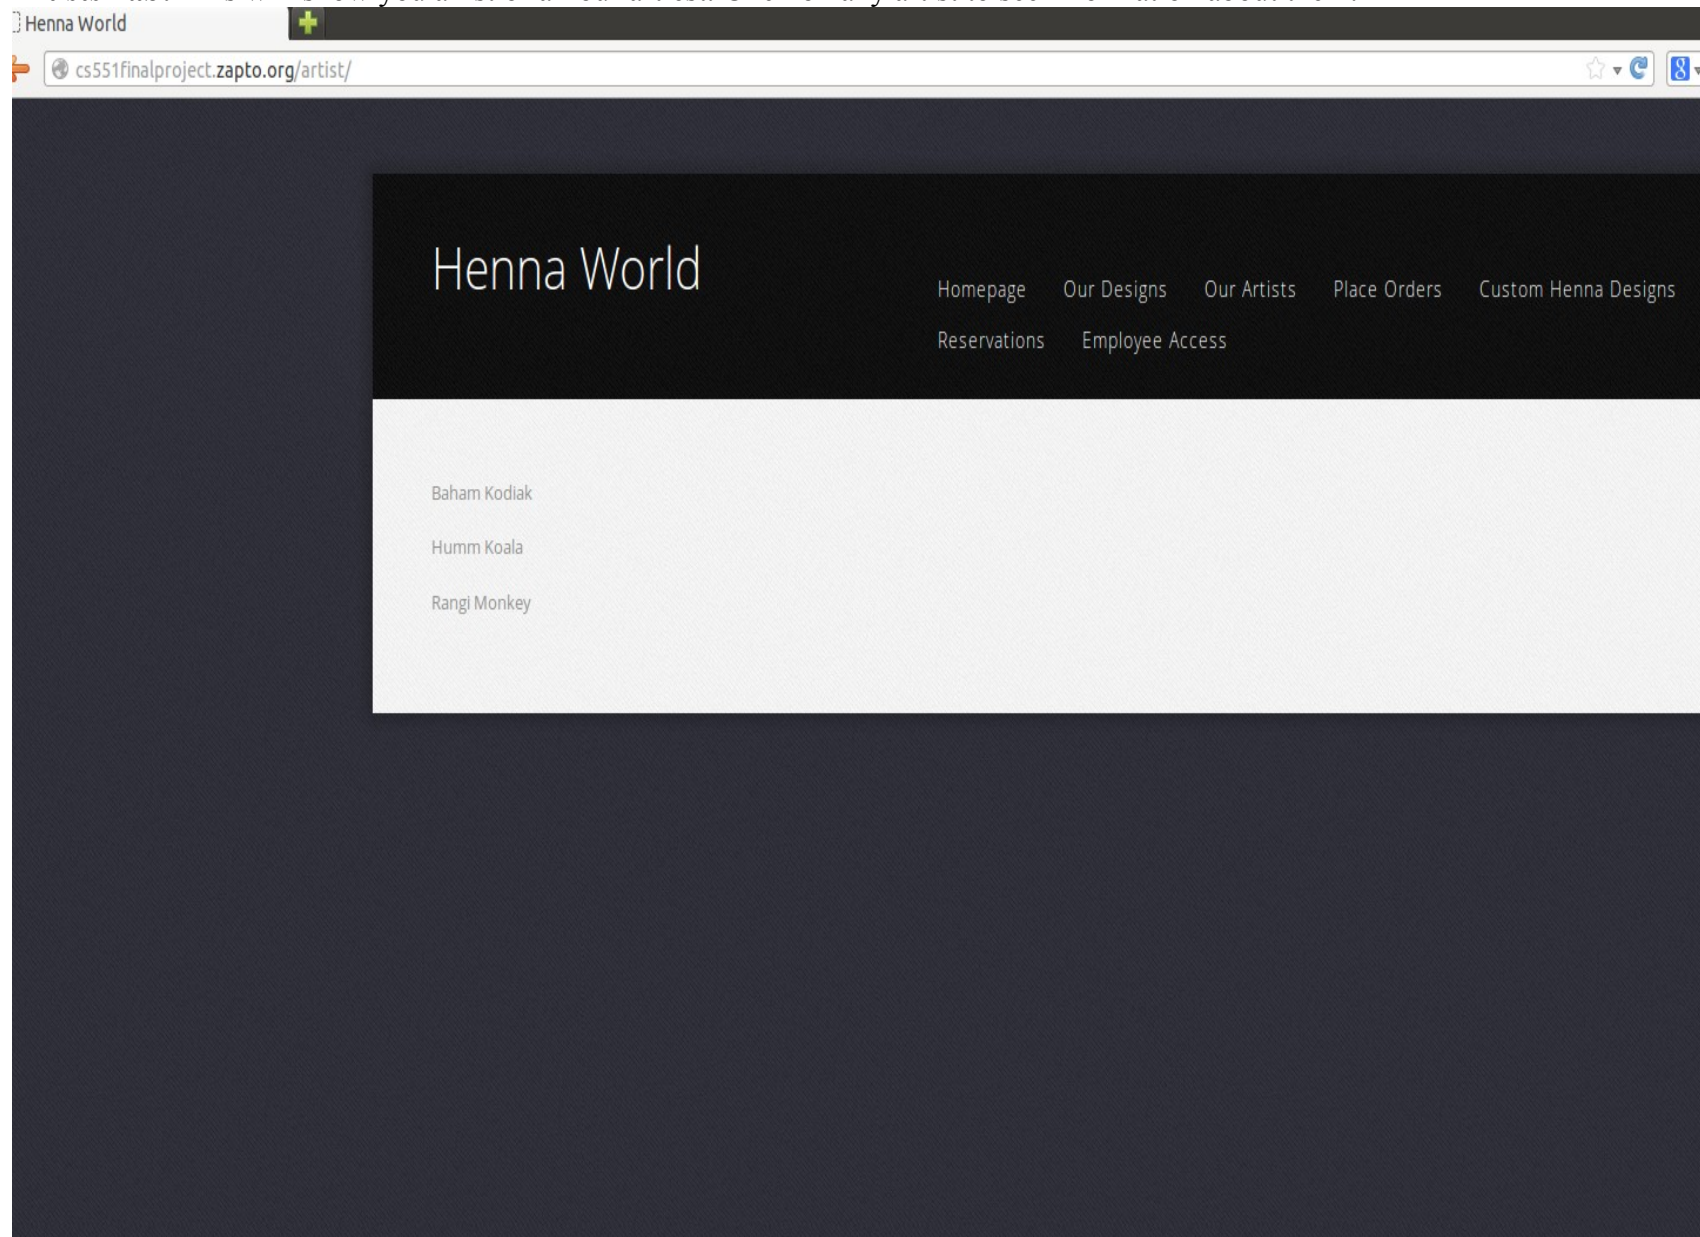 Henna World
cs551finalproject.zapto.org/artist/
8
Henna World
Homepage Our Designs Our Artists Place Orders Custom Henna Designs
Reservations Employee Access
Baham Kodiak
Humm Koala
Rangi Monkey